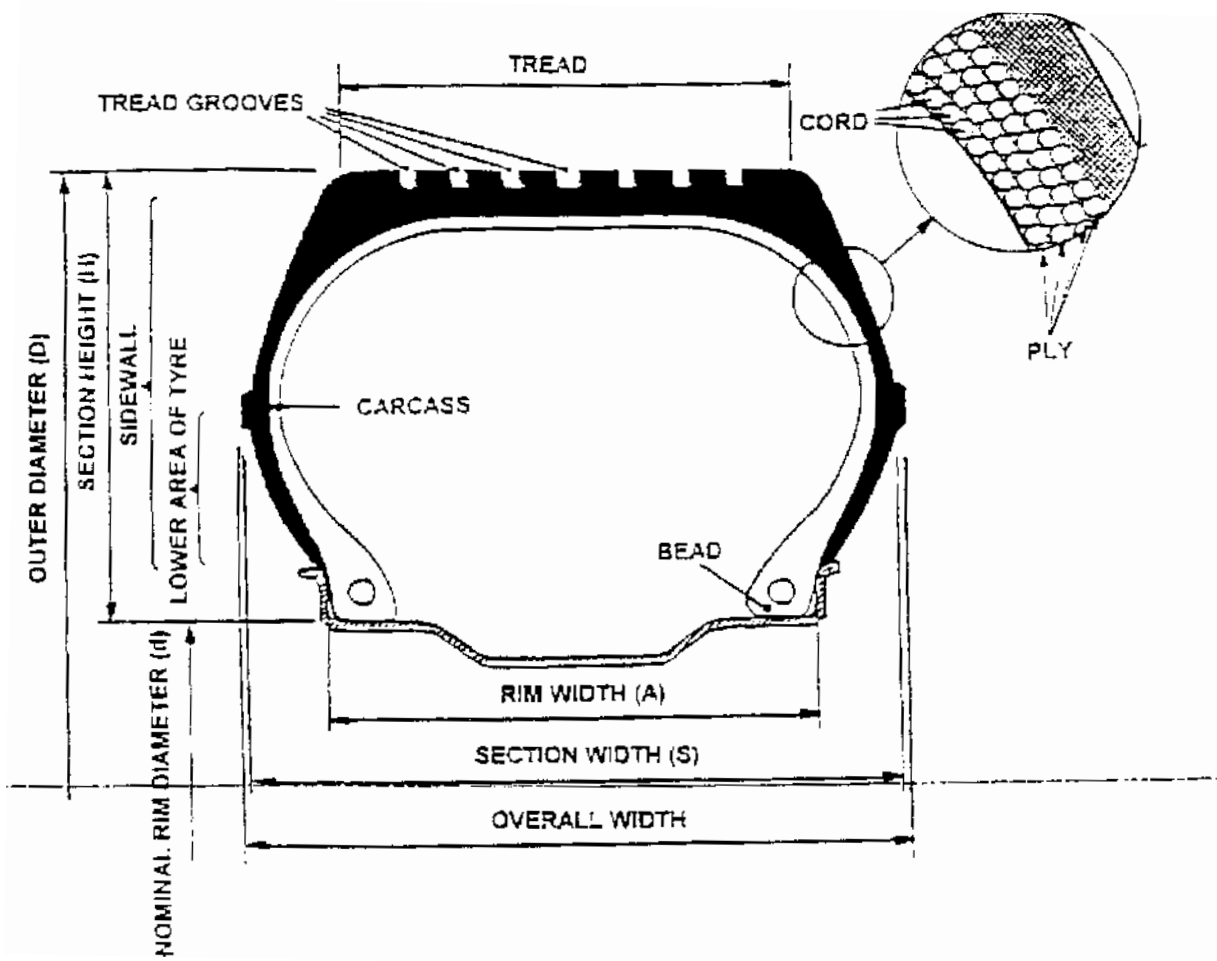 TREAD
TREAD GROOVES
CORD
PLY
OUTER DIAMETER (D)
SECTION HEIGHT (H)
SIDEWALL
LOWER AREA OF TYRE
CARCASS
BEAD
NOMINAL RIM DIAMETER (d)
RIM WIDTH (A)
SECTION WIDTH (S)
OVERALL WIDTH